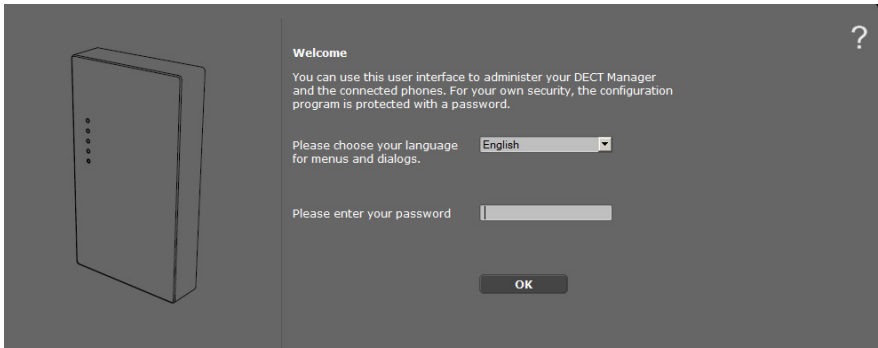 ?
Welcome
You can use this user interface to administer your DECT Manager
and the connected phones. For your own security, the configuration
program is protected with a password.
Please choose your language
for menus and dialogs.
English
Please enter your password
OK